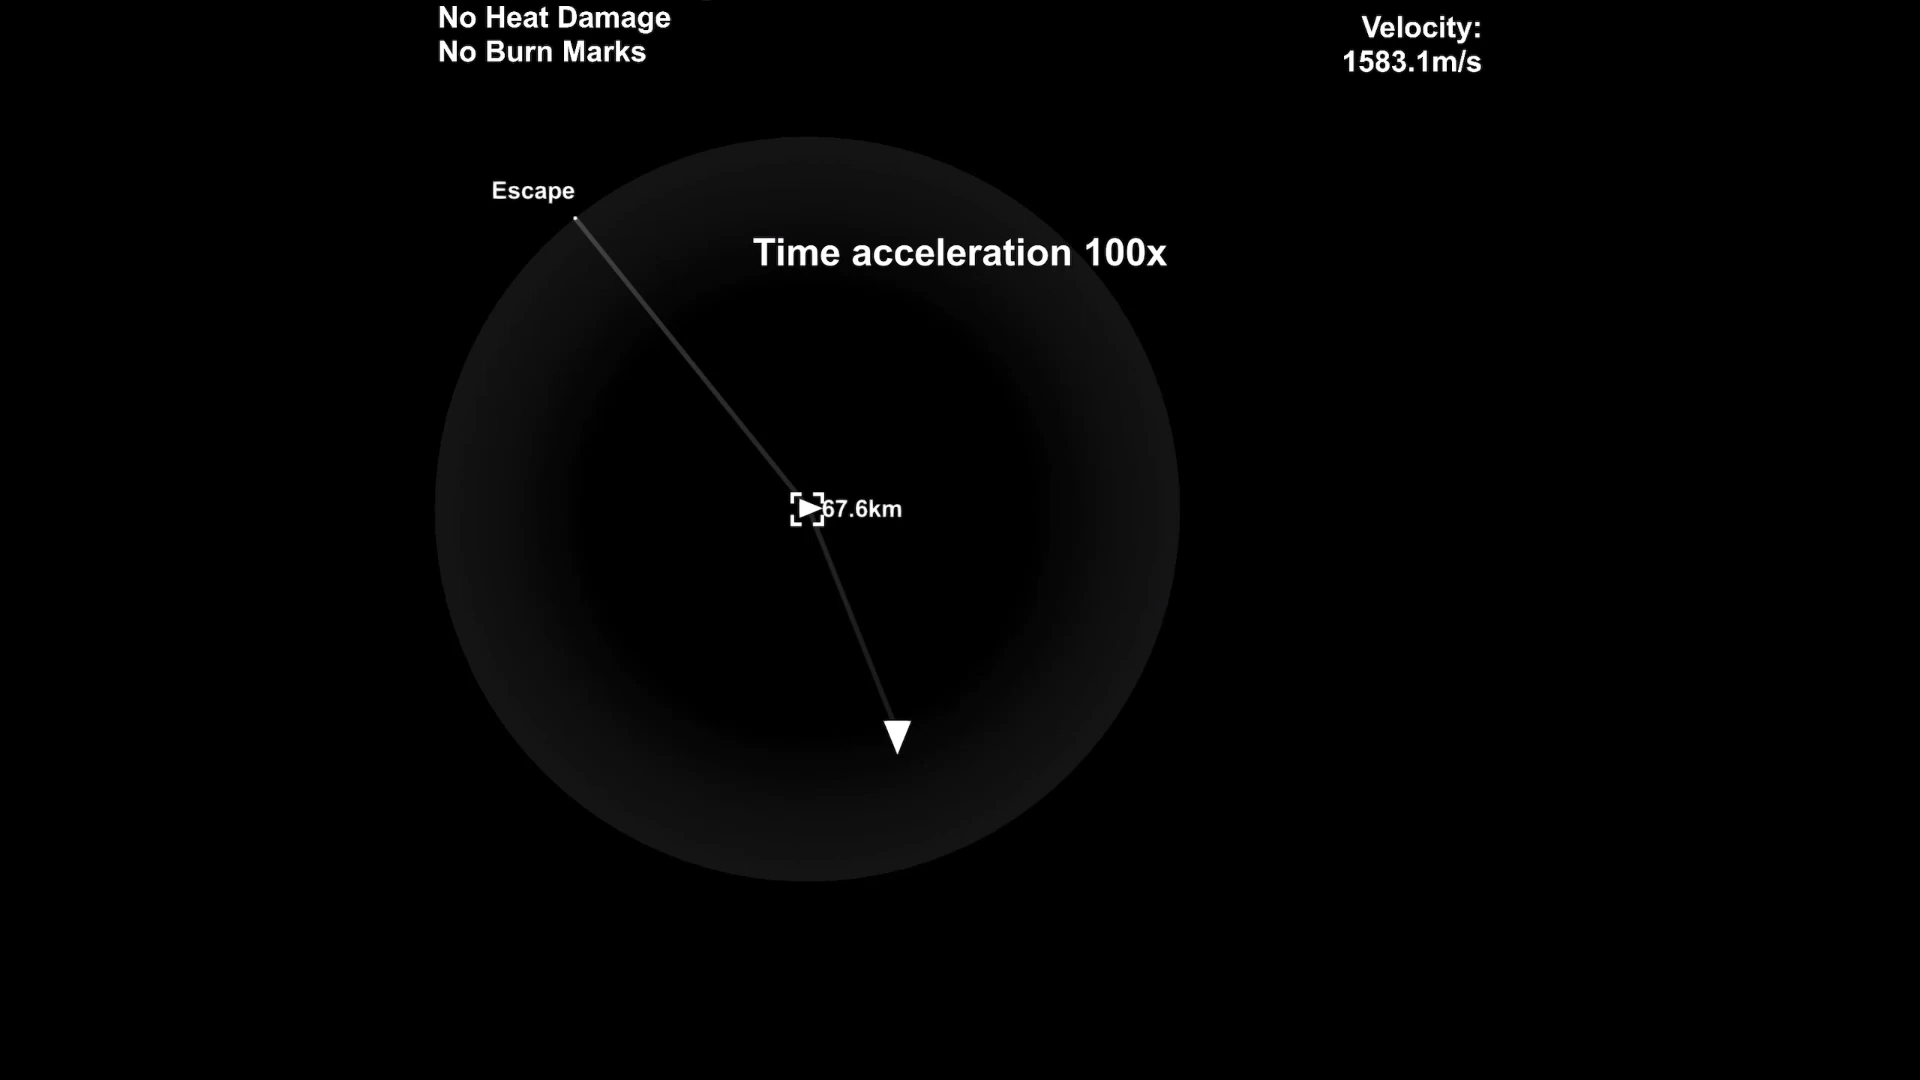 No Heat Damage
No Burn Marks
Velocity:
1583.1m/s
Escape
Time acceleration 100x
67.6km